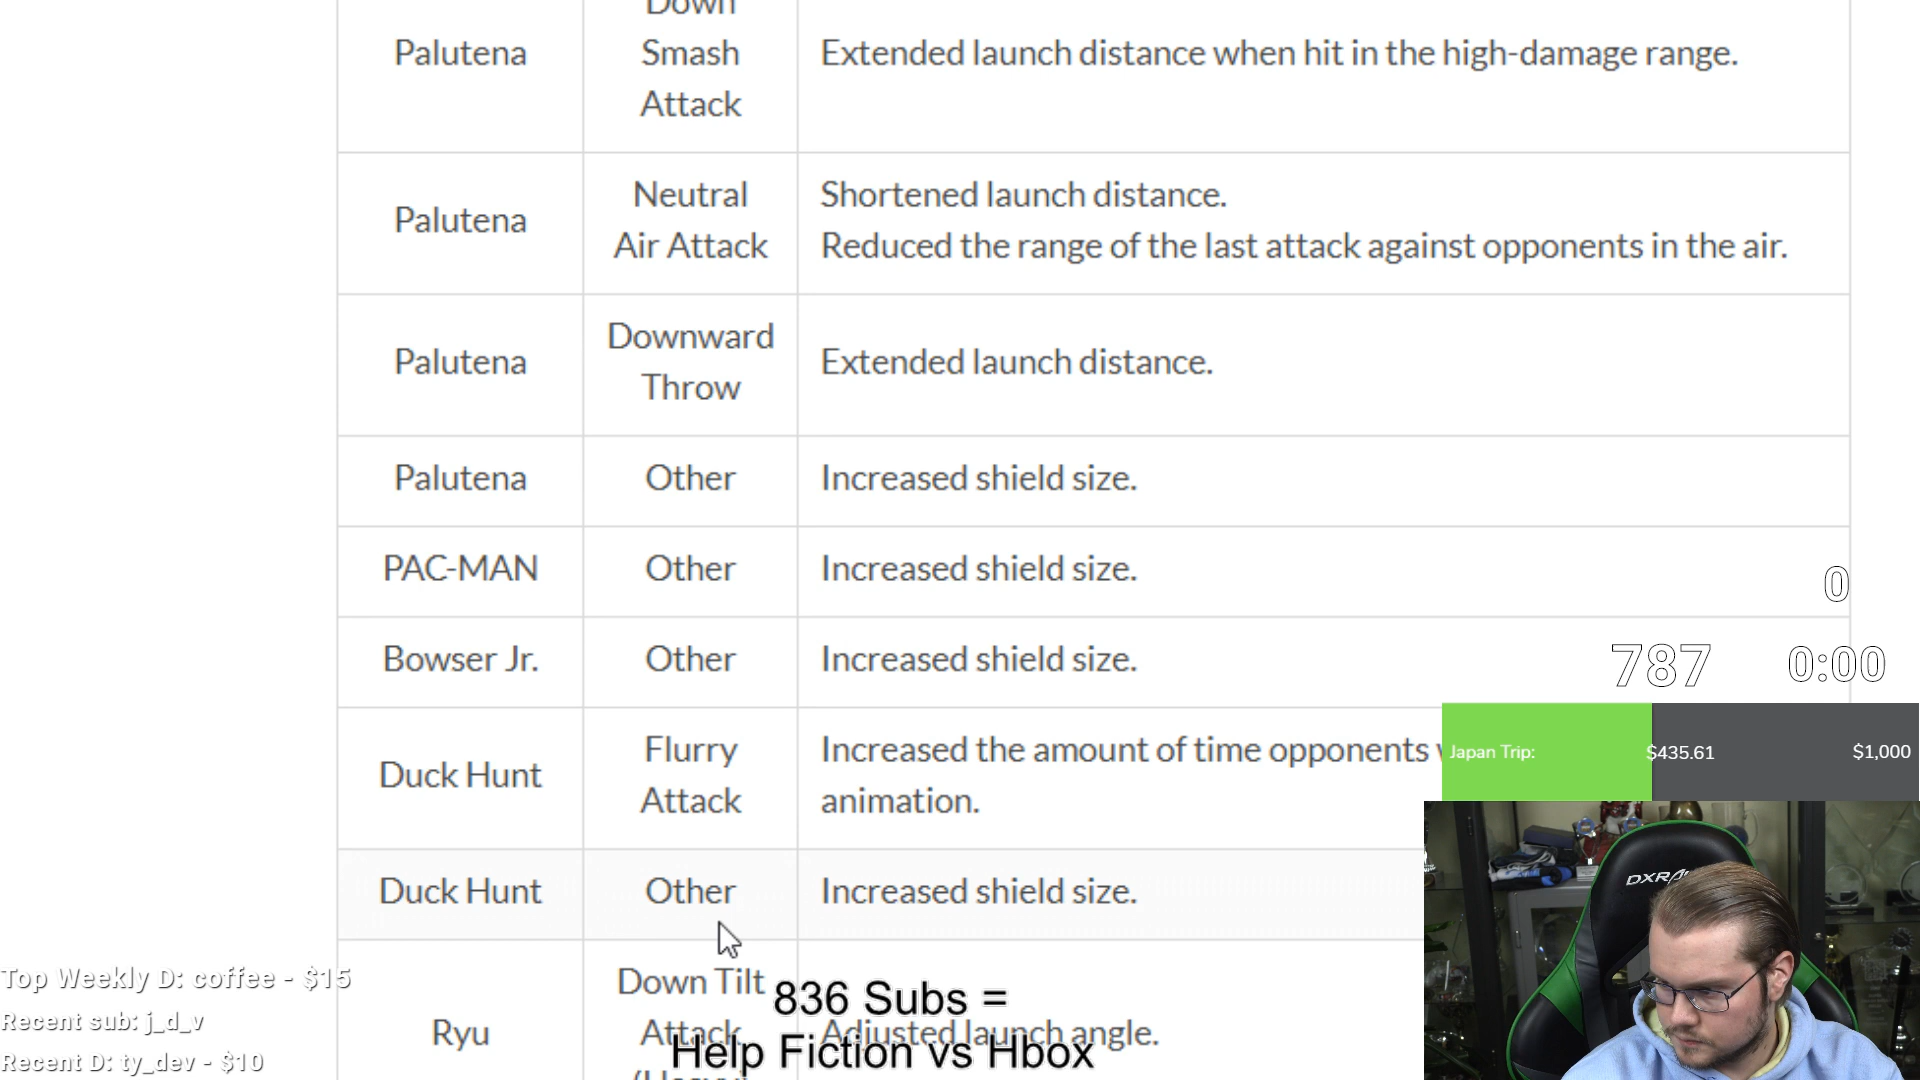 Down
Smash
Attack
Palutena
Extended launch distance when hit in the high-damage range.
Palutena
Neutral
Air Attack
Shortened launch distance.
Reduced the range of the last attack against opponents in the air.
Palutena
Downward
Throw
Extended launch distance.
Palutena
Other
Increased shield size.
PAC-MAN
Other
Increased shield size.
0
Bowser Jr.
Other
Increased shield size.
787
0:00
Duck Hunt
Flurry
Attack
Increased the amount of time opponents
animation.
Japan Trip:
$435.61
$1,000
Duck Hunt
Other
Increased shield size.
DXRA
Ryu
Down Tilt
Attack
Adjusted launch angle.
836 Subs =
Help Fiction vs Hbox
Top Weekly D: coffee - $15
Recent sub: j_d_v
Recent D: ty_dev - $10